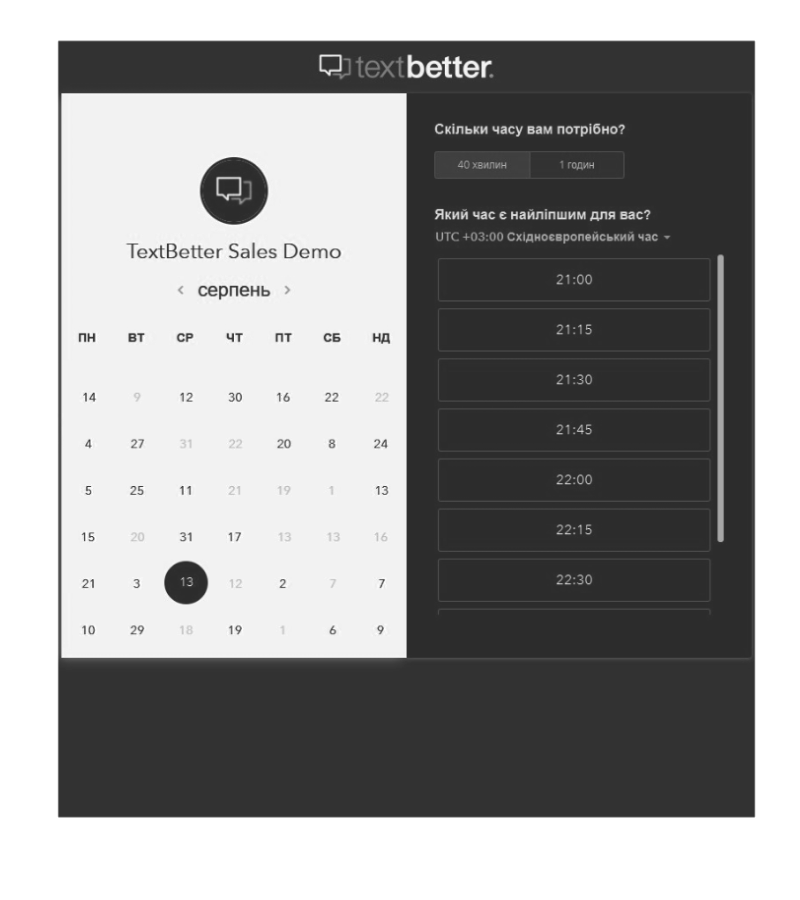 textbetter.
TextBetter Sales Demo
< серпень >
ПН ВТ СР ЧТ ПТ СБ НД
14 9 12 30 16 22 22
4 27 31 22 20 8 24
5 25 11 21 19 1 13
15 20 31 17 13 13 16
21 3 13 12 2 7 7
10 29 18 19 1 6 9
Скільки часу вам потрібно?
40 хвилин 1 годин
Який час є найліпшим для вас?
UTC +03:00 Східноєвропейський час
21:00
21:15
21:30
21:45
22:00
22:15
22:30